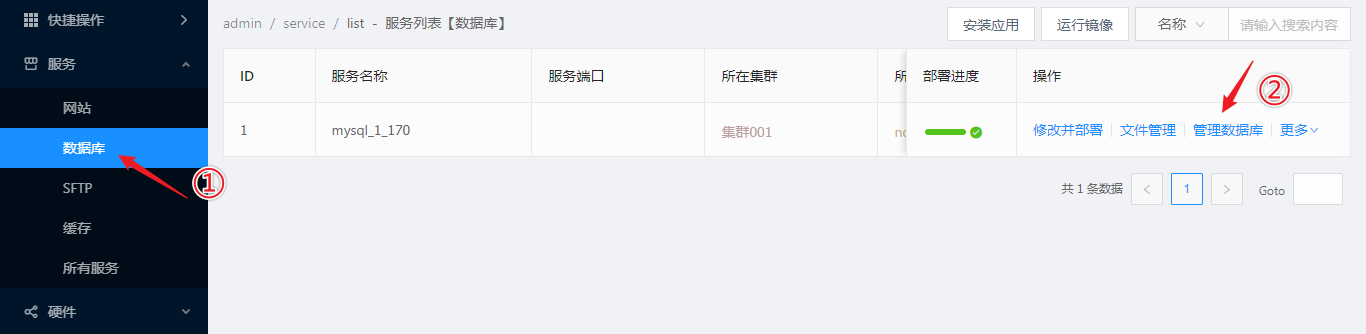 快捷操作
服务
网站
数据库
SFTP
缓存
所有服务
硬件
admin / service / list - 服务列表【数据库】
安装应用 运行镜像 名称 请输入搜索内容
ID 服务名称 服务端口 所在集群 所 部署进度 操作
1 mysql_1_170 集群001 no 修改并部署 文件管理 管理数据库 更多
共 1 条数据 < 1 > Goto
①
②